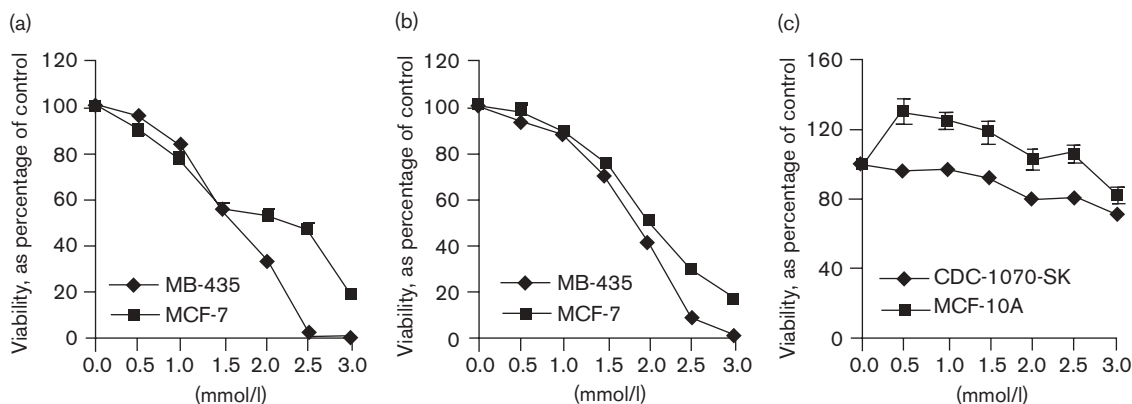 (a)
Viability, as percentage of control
120
100
80
60
40
20
0
MB-435
MCF-7
0.0 0.5 1.0 1.5 2.0 2.5 3.0
(mmol/l)
(b)
Viability, as percentage of control
120
100
80
60
40
20
0
MB-435
MCF-7
0.0 0.5 1.0 1.5 2.0 2.5 3.0
(mmol/l)
(c)
Viability, as percentage of control
160
120
80
40
0
CDC-1070-SK
MCF-10A
0.0 0.5 1.0 1.5 2.0 2.5 3.0
(mmol/l)